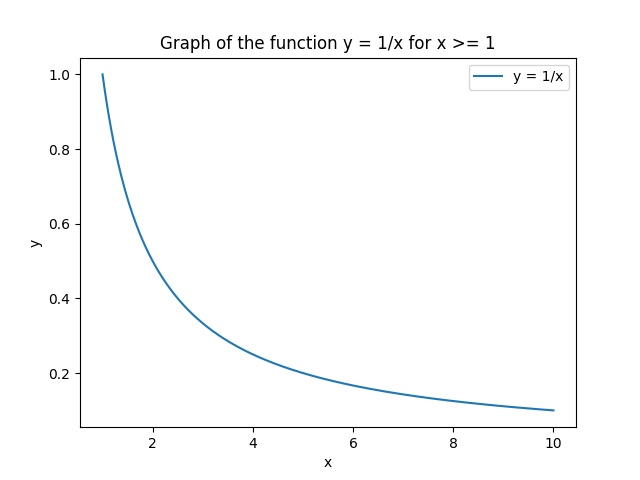 Graph of the function y = 1/x for x >= 1
y = 1/x
1.0
0.8
0.6
0.4
0.2
y
2 4 6 8 10
x